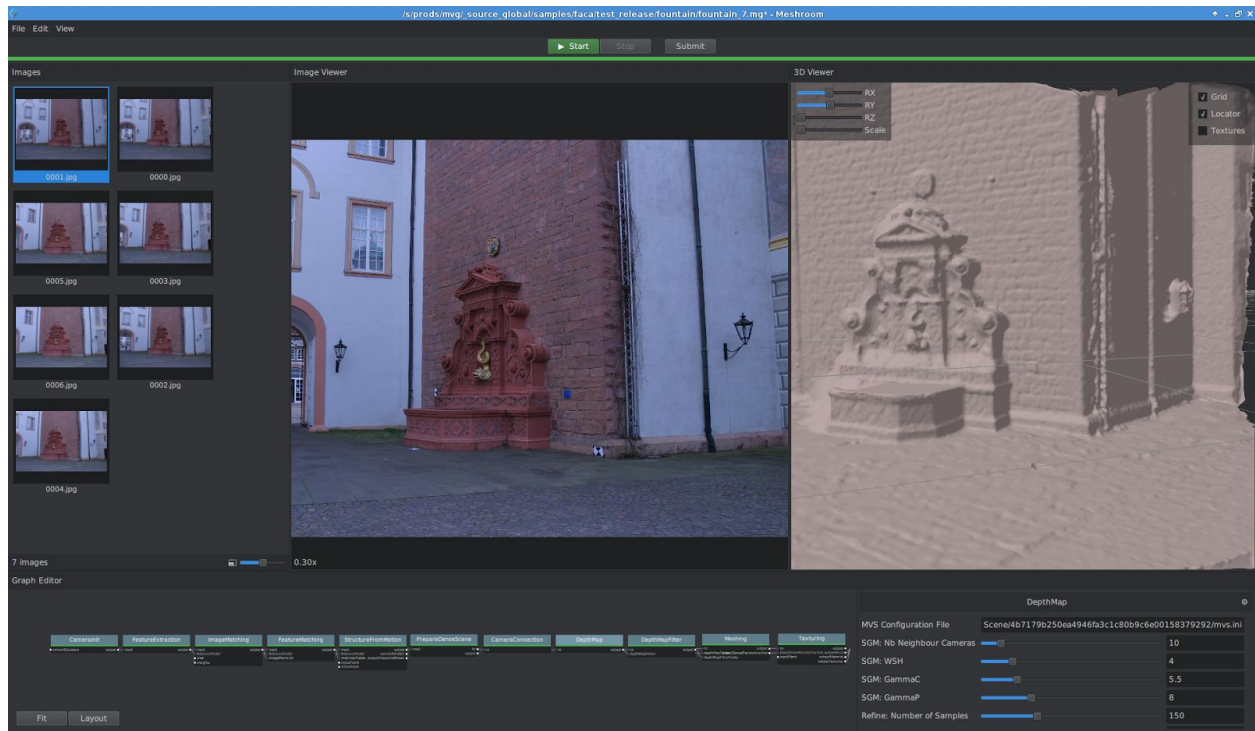 /s/prods/mvg/_source_global/samples/faca/test_release/fountain/fountain_7.mg* - Meshroom
File Edit View
Start Stop Submit
Images
Image Viewer
3D Viewer
0001.jpg
0000.jpg
0005.jpg
0003.jpg
0006.jpg
0002.jpg
0004.jpg
7 images
0.30x
RX
RY
RZ
Scale
Grid
Locator
Textures
Graph Editor
CameraInit
FeatureExtraction
ImageMatching
FeatureMatching
StructureFromMotion
PrepareDenseScene
CameraConnection
DepthMap
DepthMapFilter
Meshing
Texturing
Fit Layout
DepthMap
MVS Configuration File Scene/4b7179b250ea4946fa3c1c80b9c6e00158379292/mvs.ini
SGM: Nb Neighbour Cameras 10
SGM: WSH 4
SGM: GammaC 5.5
SGM: GammaP 8
Refine: Number of Samples 150